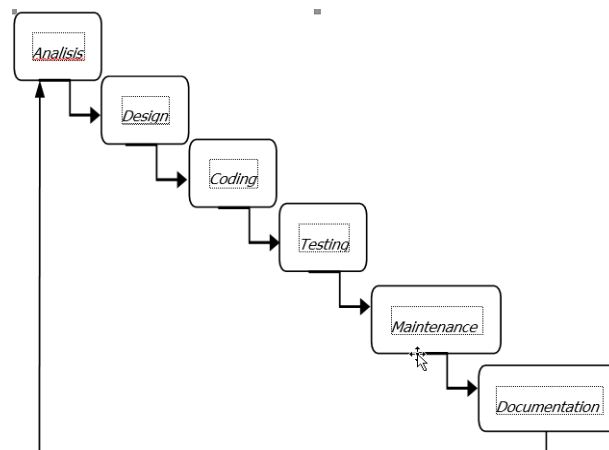 Analisis
Design
Coding
Testing
Maintenance
Documentation